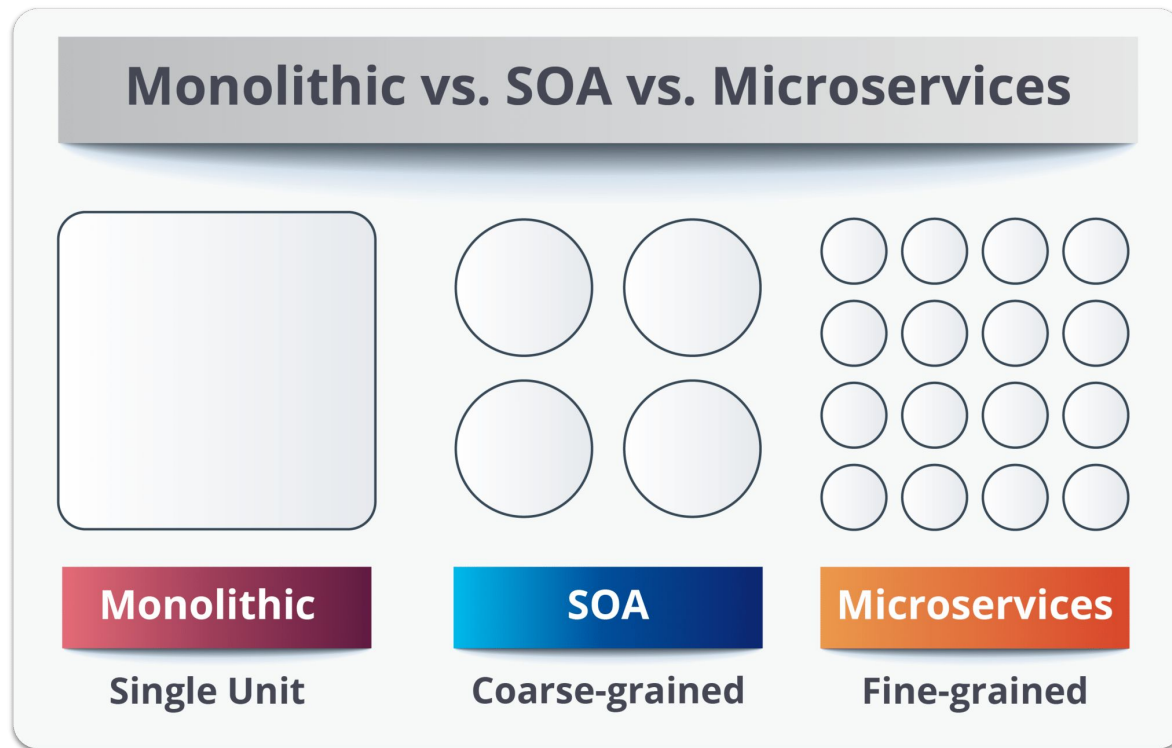 Monolithic vs. SOA vs. Microservices
Monolithic
SOA
Microservices
Single Unit
Coarse-grained
Fine-grained